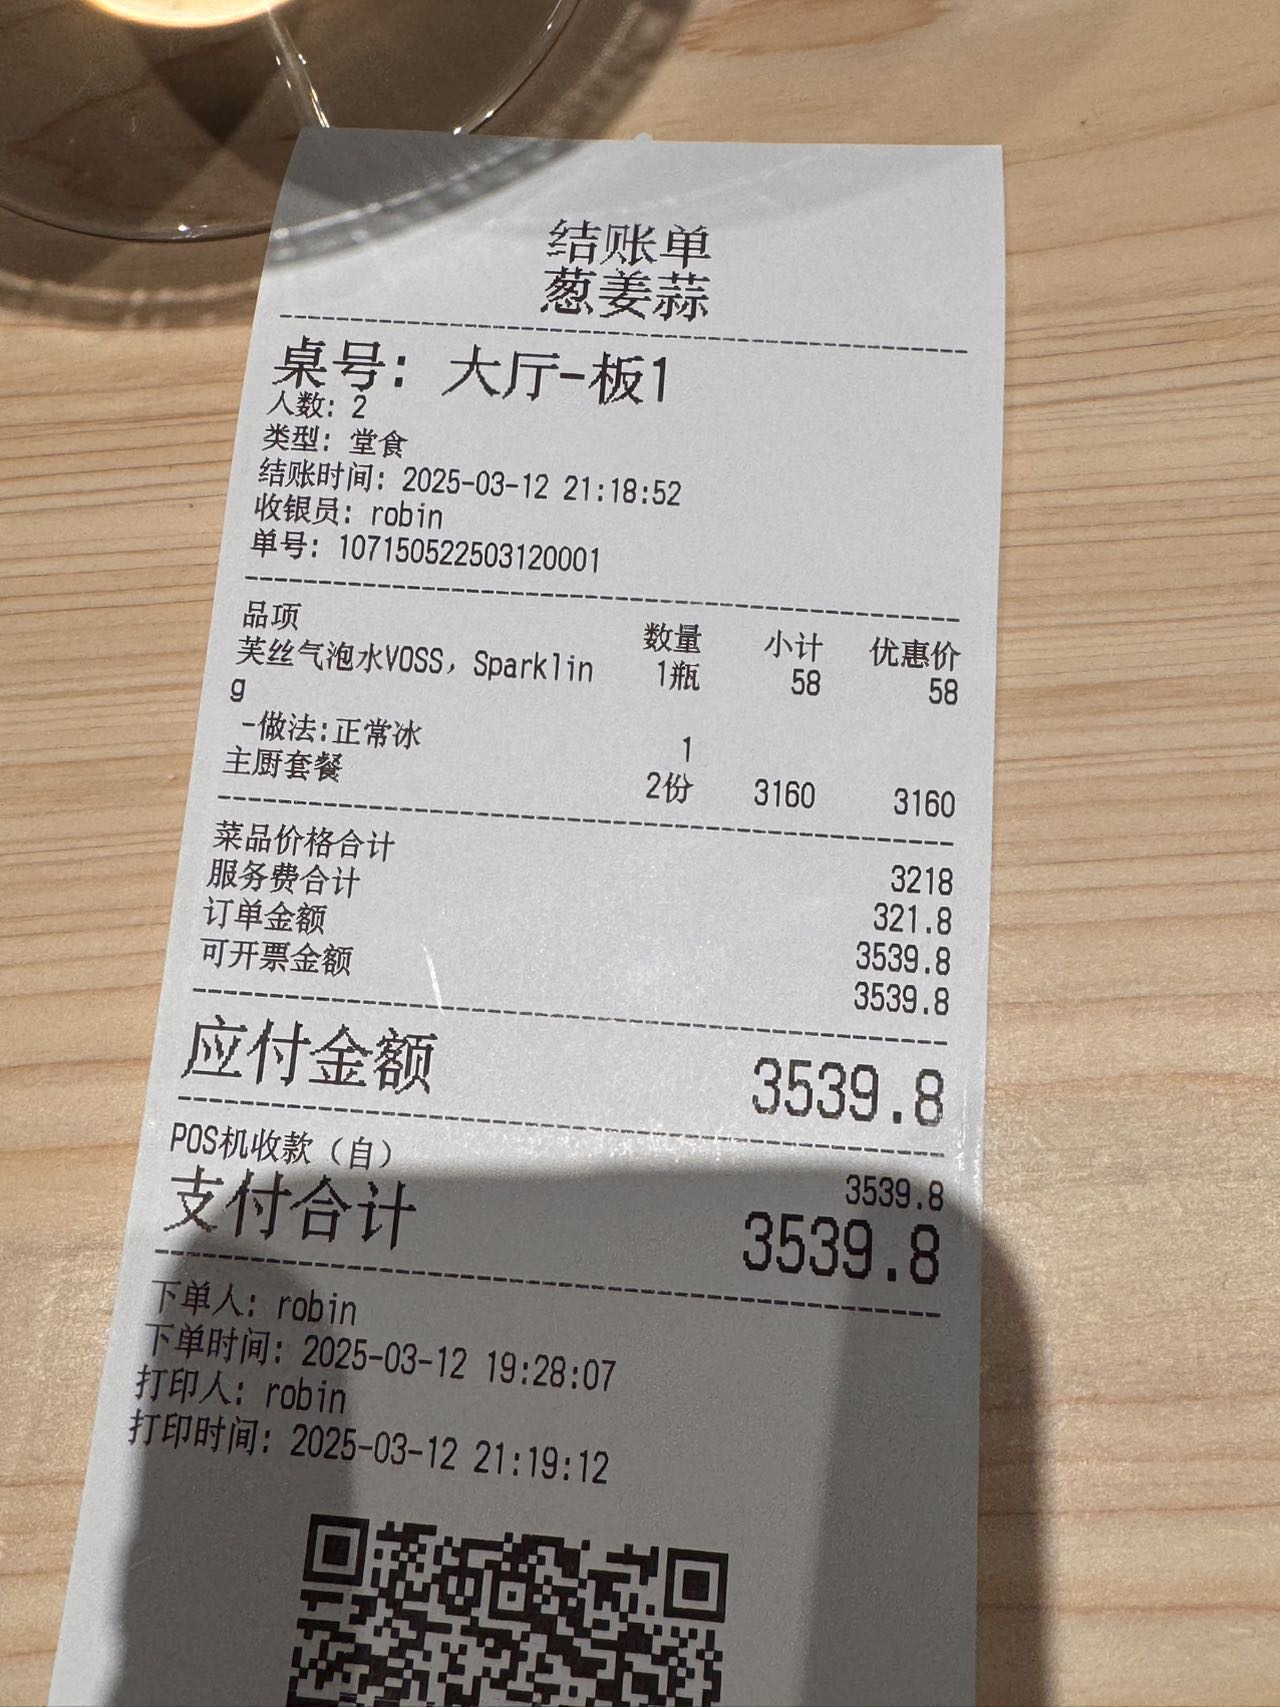 结账单
葱姜蒜
桌号: 大厅-板1
人数: 2
类型: 堂食
结账时间: 2025-03-12 21:18:52
收银员: robin
单号: 107150522503120001
品项 数量 小计 优惠价
芙丝气泡水VOSS，Sparklin 1瓶 58 58
g
-做法:正常冰 1
主厨套餐 2份 3160 3160
菜品价格合计 3218
服务费合计 321.8
订单金额 3539.8
可开票金额 3539.8
应付金额 3539.8
POS机收款（自） 3539.8
支付合计 3539.8
下单人: robin
下单时间: 2025-03-12 19:28:07
打印人: robin
打印时间: 2025-03-12 21:19:12